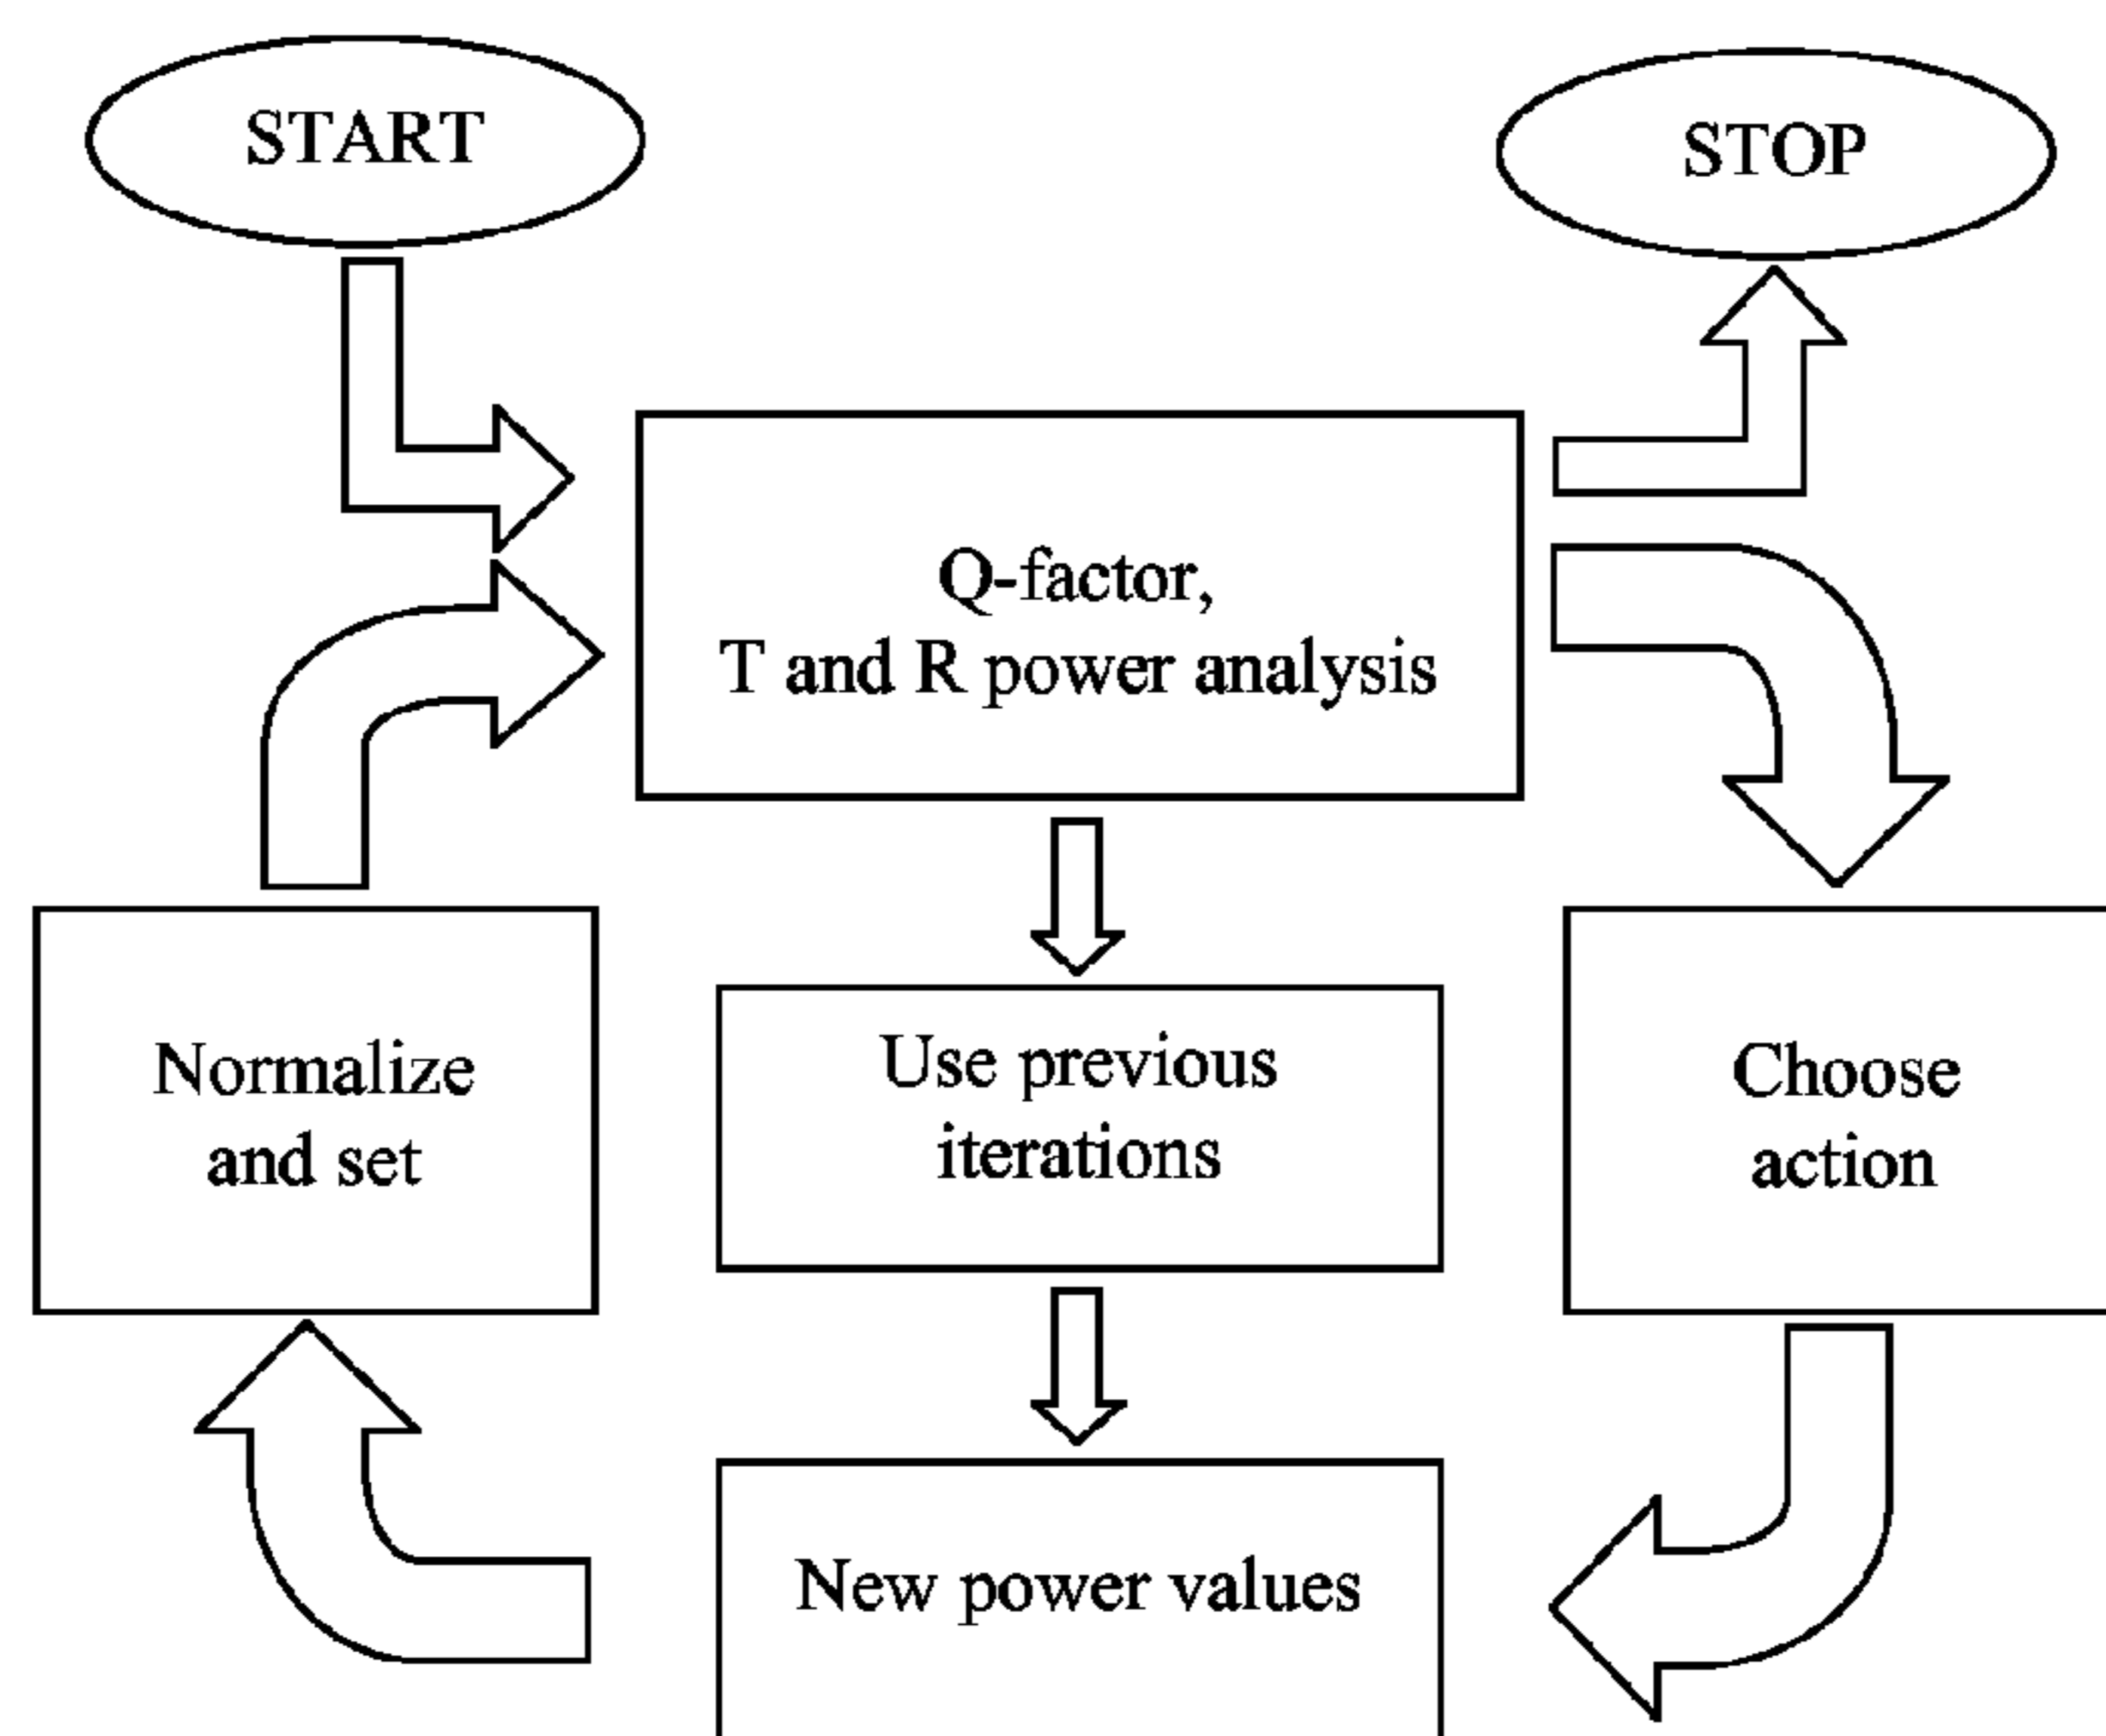 START
STOP
Q-factor,
T and R power analysis
Normalize
and set
Use previous
iterations
Choose
action
New power values